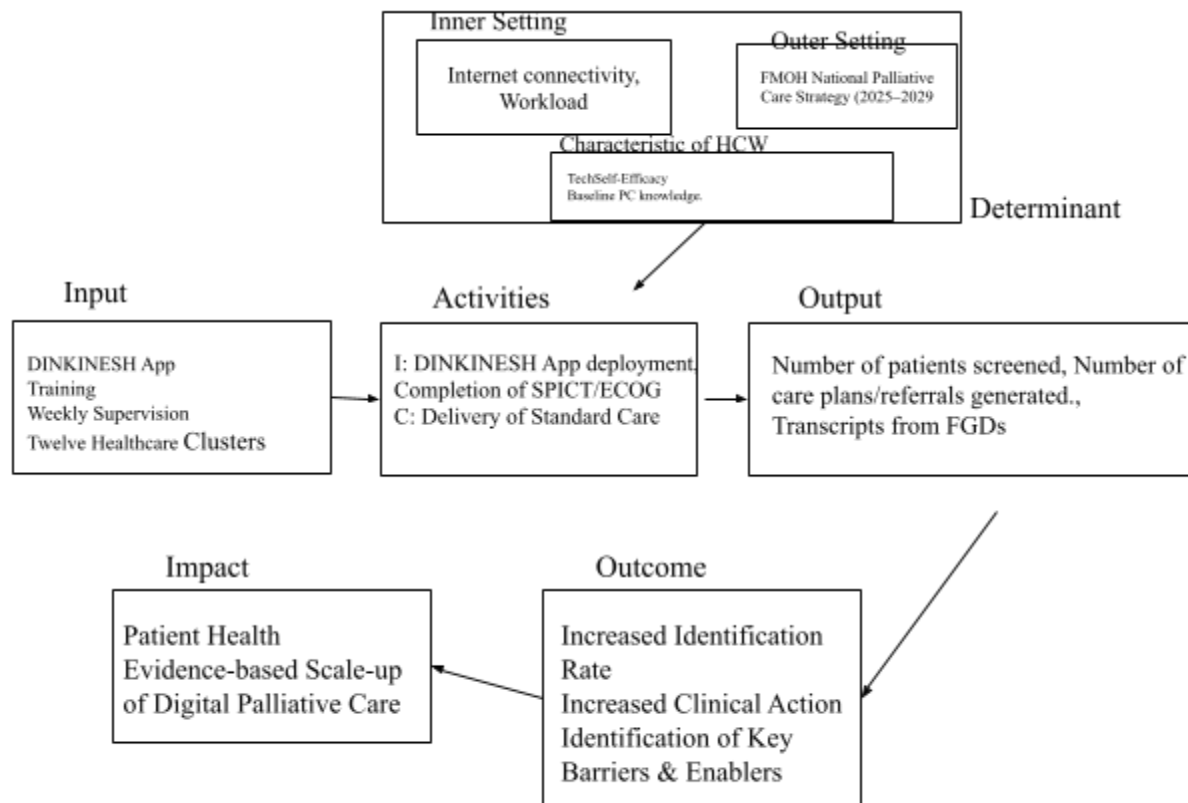 Inner Setting
Internet connectivity,
Workload
Outer Setting
FMOH National Palliative
Care Strategy (2025–2029
Characteristic of HCW
TechSelf-Efficacy
Baseline PC knowledge.
Determinant
Input
DINKINESH App
Training
Weekly Supervision
Twelve Healthcare Clusters
Activities
I: DINKINESH App deployment,
Completion of SPICT/ECOG
C: Delivery of Standard Care
Output
Number of patients screened, Number of
care plans/referrals generated.,
Transcripts from FGDs
Impact
Patient Health
Evidence-based Scale-up
of Digital Palliative Care
Outcome
Increased Identification
Rate
Increased Clinical Action
Identification of Key
Barriers & Enablers